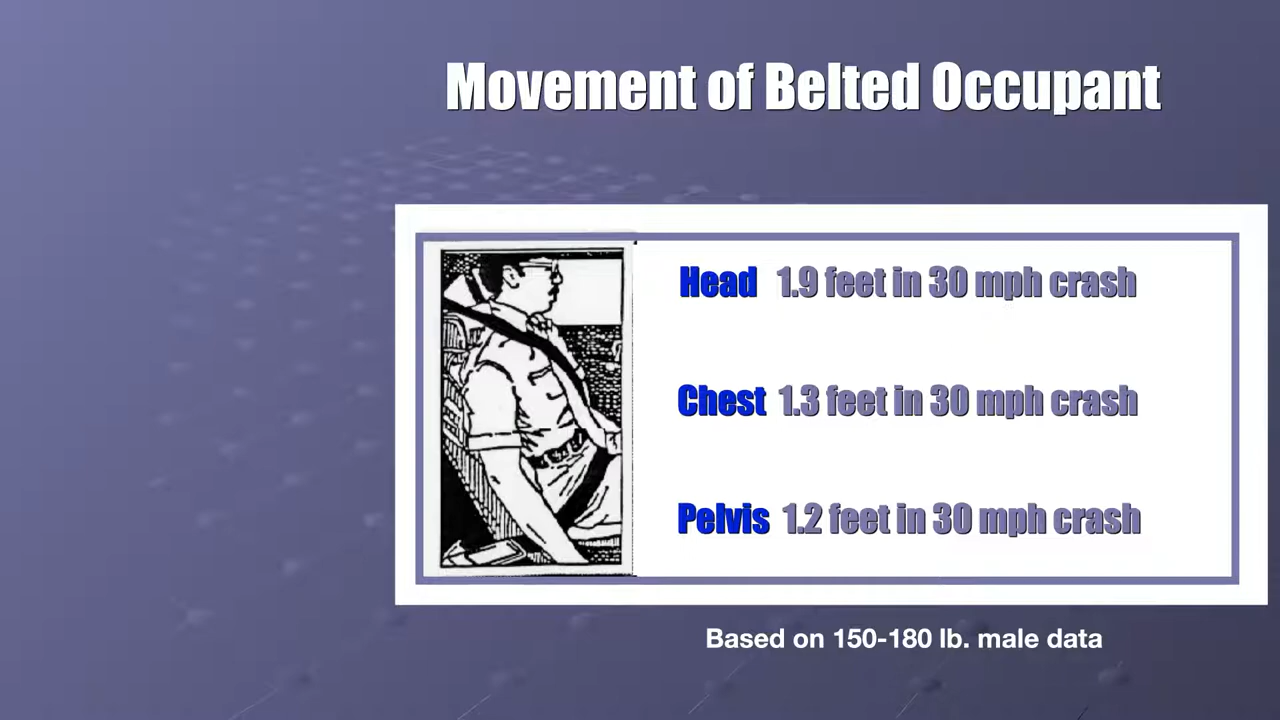 Movement of Belted Occupant
Head 1.9 feet in 30 mph crash
Chest 1.3 feet in 30 mph crash
Pelvis 1.2 feet in 30 mph crash
Based on 150-180 lb. male data